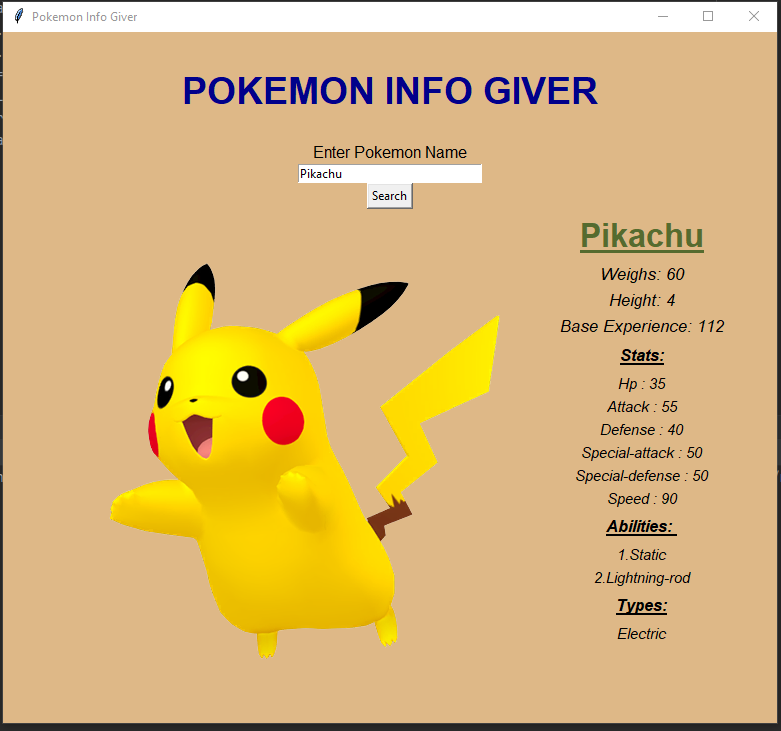 Pokemon Info Giver
POKEMON INFO GIVER
Enter Pokemon Name
Pikachu
Search
Pikachu
Weighs: 60
Height: 4
Base Experience: 112
Stats:
Hp : 35
Attack : 55
Defense : 40
Special-attack : 50
Special-defense : 50
Speed : 90
Abilities:
1.Static
2.Lightning-rod
Types:
Electric